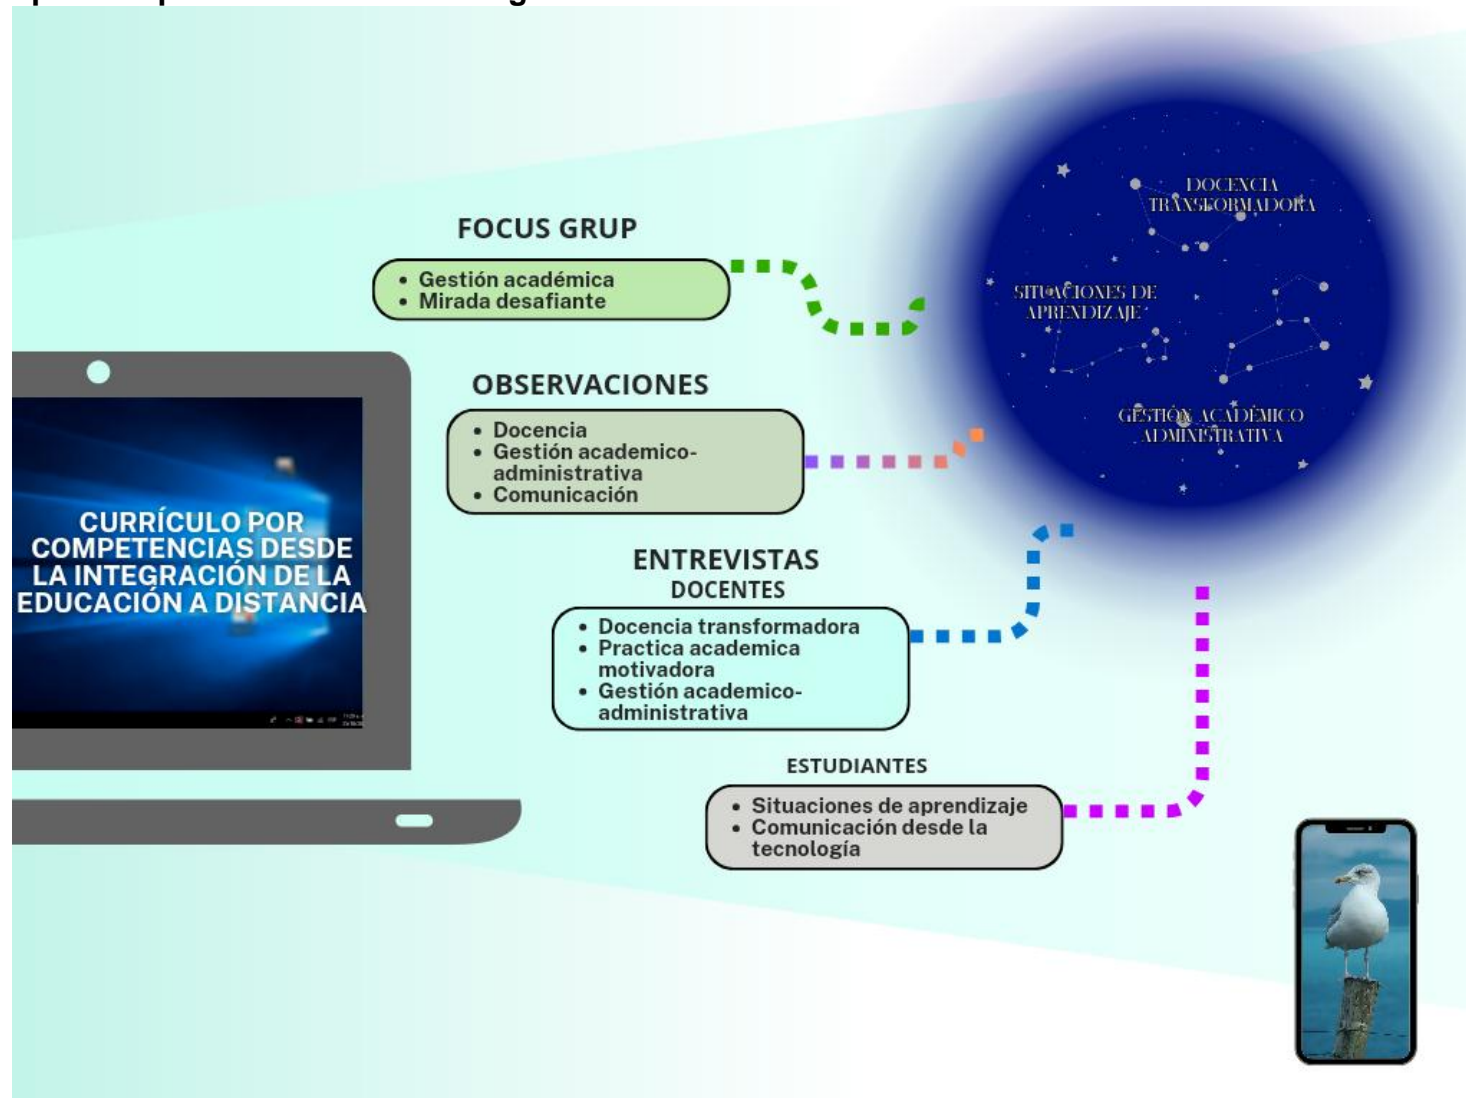 FOCUS GRUP
Gestión académica
Mirada desafiante
OBSERVACIONES
Docencia
Gestión academico-
administrativa
Comunicación
ENTREVISTAS
DOCENTES
Docencia transformadora
Practica academica
motivadora
Gestión academico-
administrativa
ESTUDIANTES
Situaciones de aprendizaje
Comunicación desde la
tecnología
CURRÍCULO POR
COMPETENCIAS DESDE
LA INTEGRACIÓN DE LA
EDUCACIÓN A DISTANCIA
DOCENCIA
TRANSFORMADORA
SITUACIONES DE
APRENDIZAJE
GESTIÓN ACADÉMICO
ADMINISTRATIVA